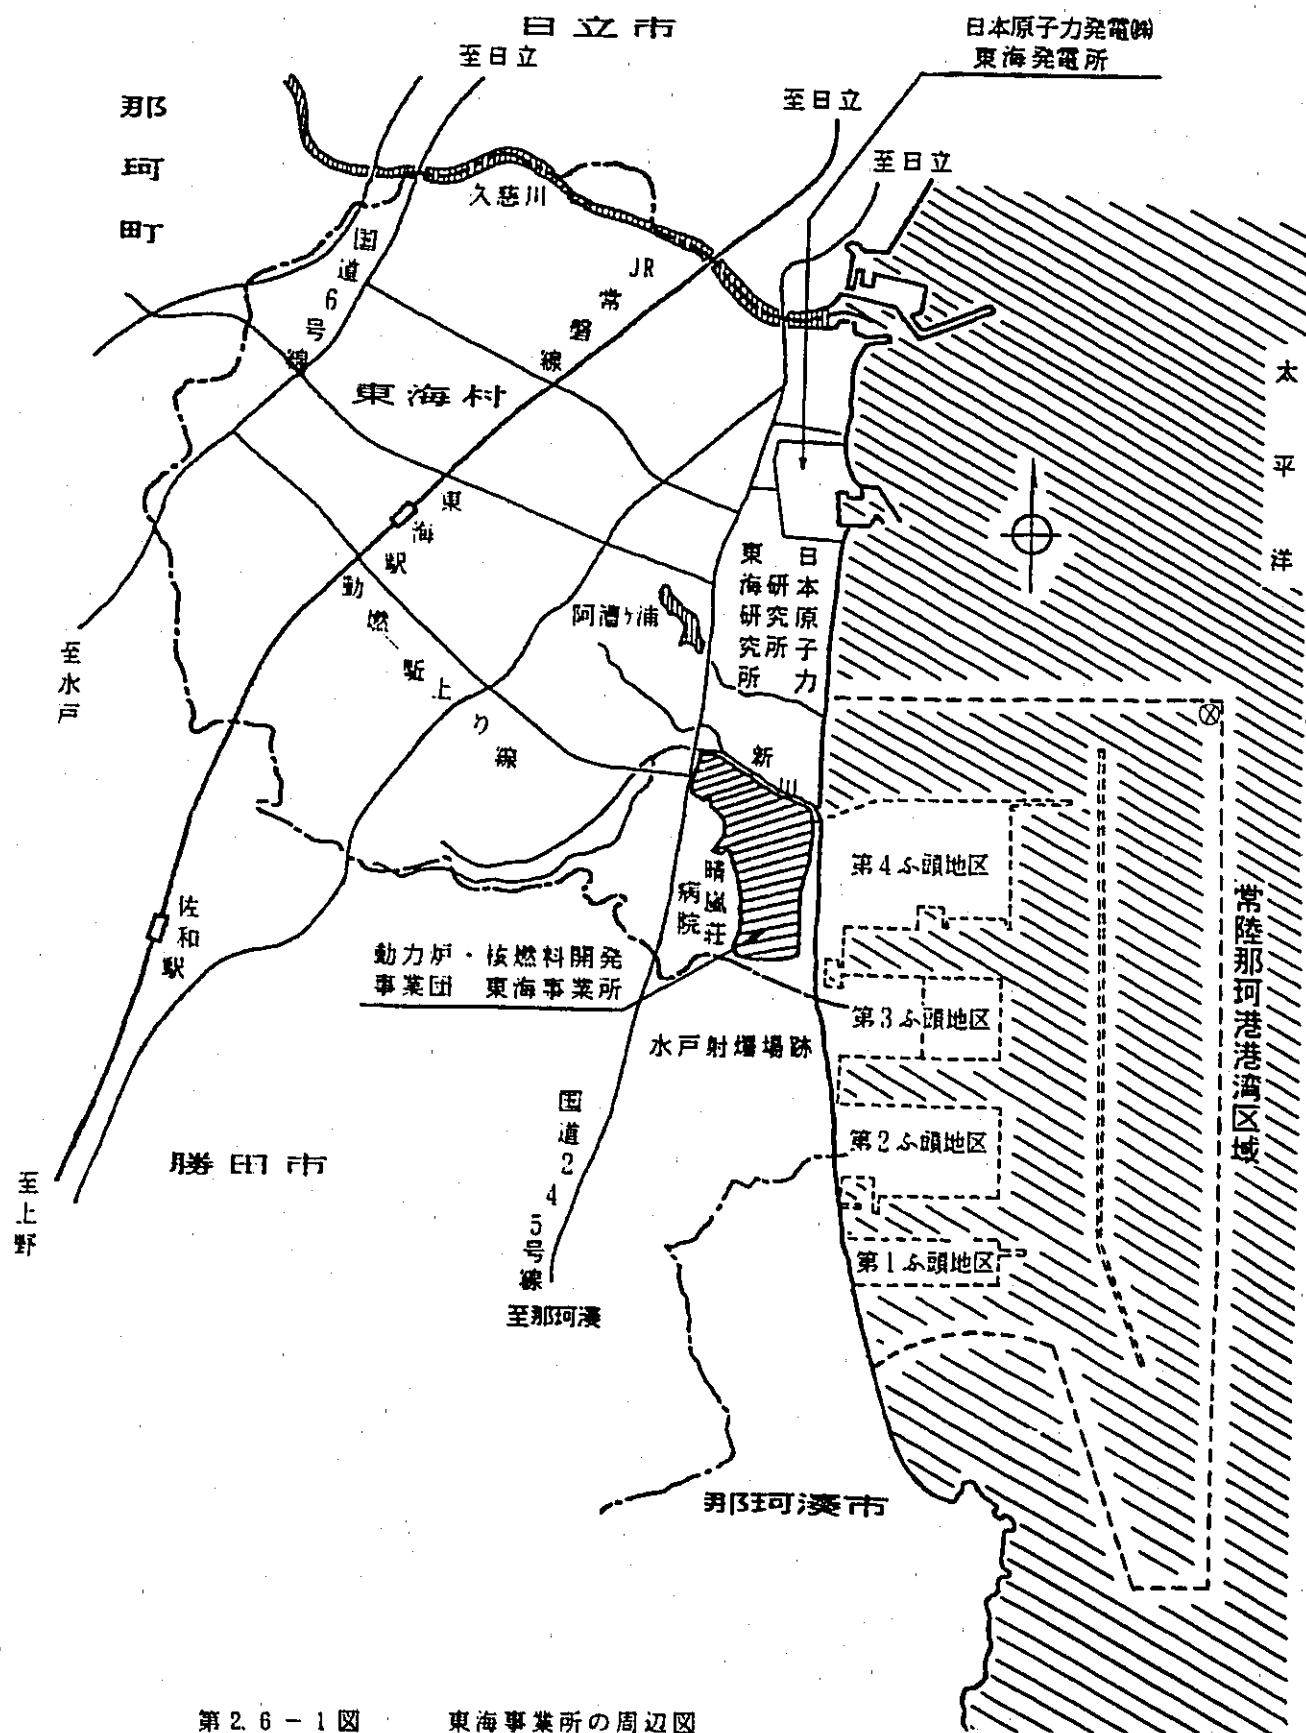 日立市
日本原子力発電㈱
東海発電所
至日立
至日立
至日立
那珂町
久慈川
国道6号線
JR常磐線
東海村
太平洋
東海駅
動燃駅上り線
阿漕ヶ浦
日本原子力
研究所
東海研究所
至水戸
新川
第4ふ頭地区
晴嵐荘
病院
佐和駅
動力炉・核燃料開発
事業団 東海事業所
常陸那珂港港湾区域
第3ふ頭地区
水戸射爆場跡
国道245号線
第2ふ頭地区
勝田市
至上野
第1ふ頭地区
至那珂湊
那珂湊市
第2.6-1図 東海事業所の周辺図